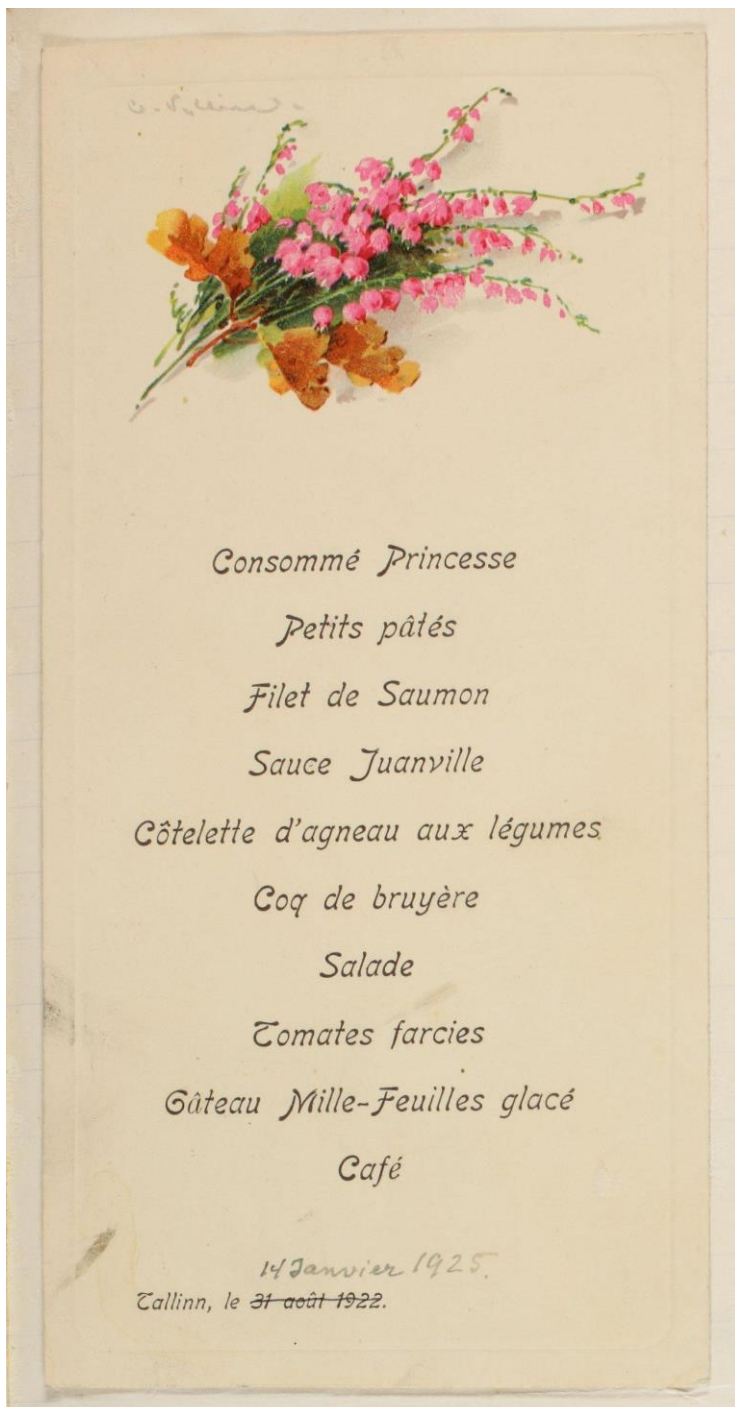 Consommé Princesse
Petits pâtés
Filet de Saumon
Sauce Juanville
Côtelette d'agneau aux légumes
Coq de bruyère
Salade
Tomates farcies
Gâteau Mille-Feuilles glacé
Café
14 Janvier 1925.
Tallinn, le 31 août 1922.